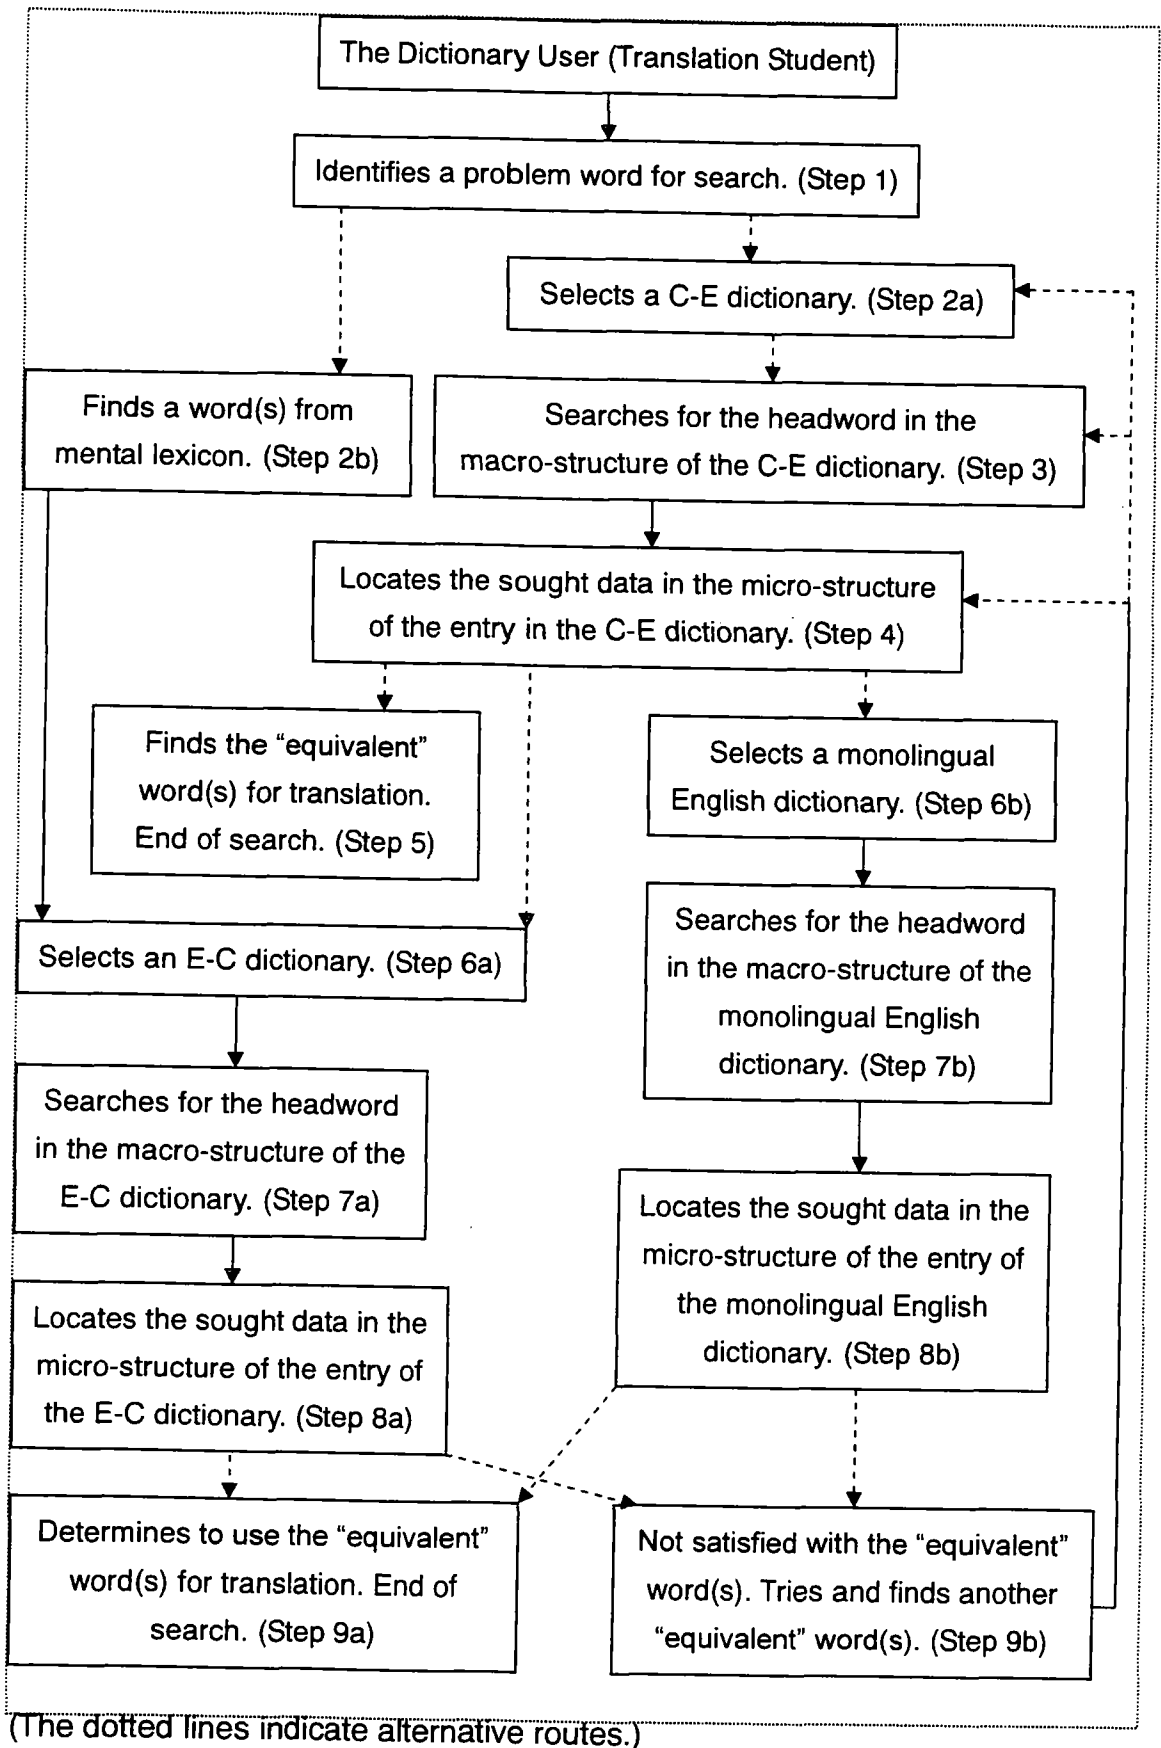 The Dictionary User (Translation Student)
Identifies a problem word for search. (Step 1)
Selects a C-E dictionary. (Step 2a)
Finds a word(s) from
mental lexicon. (Step 2b)
Searches for the headword in the
macro-structure of the C-E dictionary. (Step 3)
Locates the sought data in the micro-structure
of the entry in the C-E dictionary. (Step 4)
Finds the “equivalent”
word(s) for translation.
End of search. (Step 5)
Selects a monolingual
English dictionary. (Step 6b)
Selects an E-C dictionary. (Step 6a)
Searches for the headword
in the macro-structure of the
monolingual English
dictionary. (Step 7b)
Searches for the headword
in the macro-structure of the
E-C dictionary. (Step 7a)
Locates the sought data in the
micro-structure of the entry of
the monolingual English
dictionary. (Step 8b)
Locates the sought data in the
micro-structure of the entry of
the E-C dictionary. (Step 8a)
Determines to use the “equivalent”
word(s) for translation. End of
search. (Step 9a)
Not satisfied with the “equivalent”
word(s). Tries and finds another
“equivalent” word(s). (Step 9b)
(The dotted lines indicate alternative routes.)